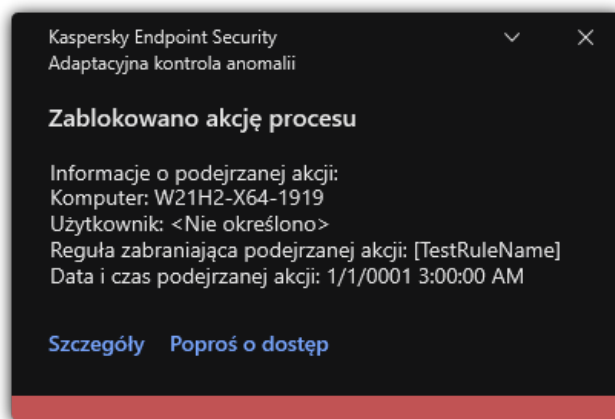 Kaspersky Endpoint Security
Adaptacyjna kontrola anomalii
Zablokowano akcję procesu
Informacje o podejrzanej akcji:
Komputer: W21H2-X64-1919
Użytkownik: <Nie określono>
Reguła zabraniająca podejrzanej akcji: [TestRuleName]
Data i czas podejrzanej akcji: 1/1/0001 3:00:00 AM
Szczegóły Poproś o dostęp